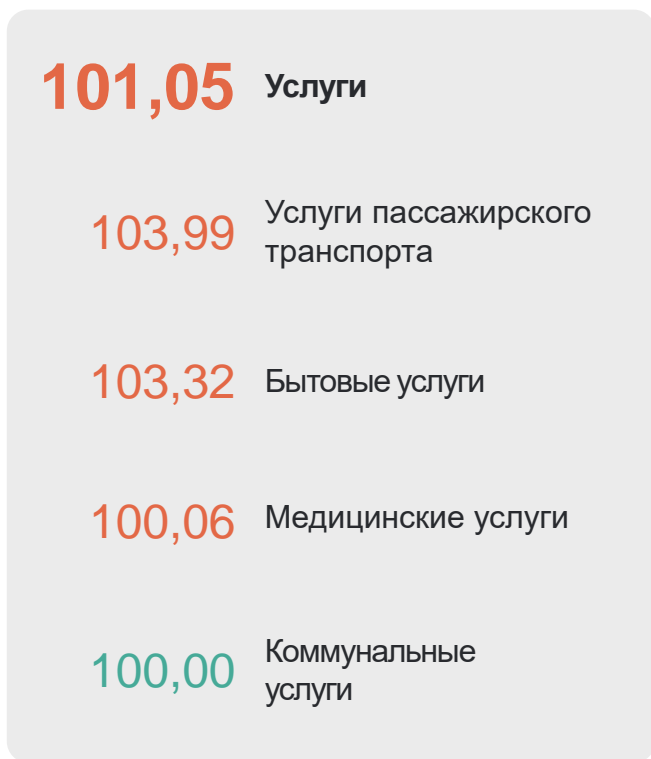 101,05 Услуги
103,99 Услуги пассажирского
транспорта
103,32 Бытовые услуги
100,06 Медицинские услуги
100,00 Коммунальные
услуги